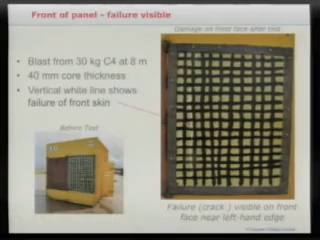 Front of panel – failure visible
Damage on front face after test
• Blast from 30 kg C4 at 8 m
• 40 mm core thickness
• Vertical white line shows
failure of front skin
Before Test
Failure (crack ) visible on front
face near left-hand edge